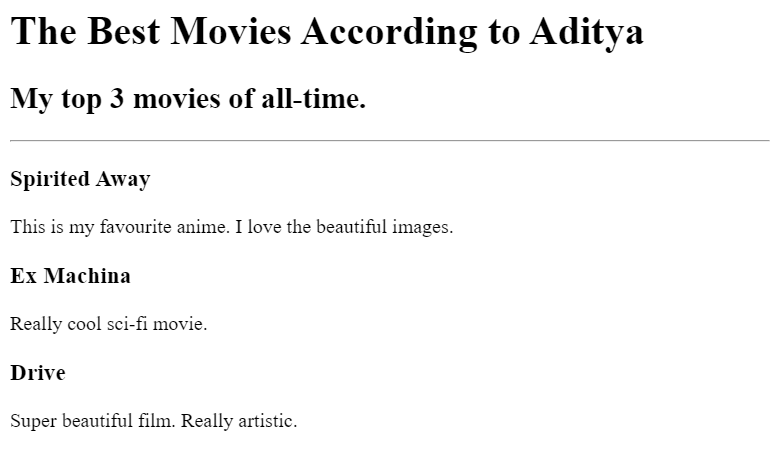 The Best Movies According to Aditya
My top 3 movies of all-time.
Spirited Away
This is my favourite anime. I love the beautiful images.
Ex Machina
Really cool sci-fi movie.
Drive
Super beautiful film. Really artistic.